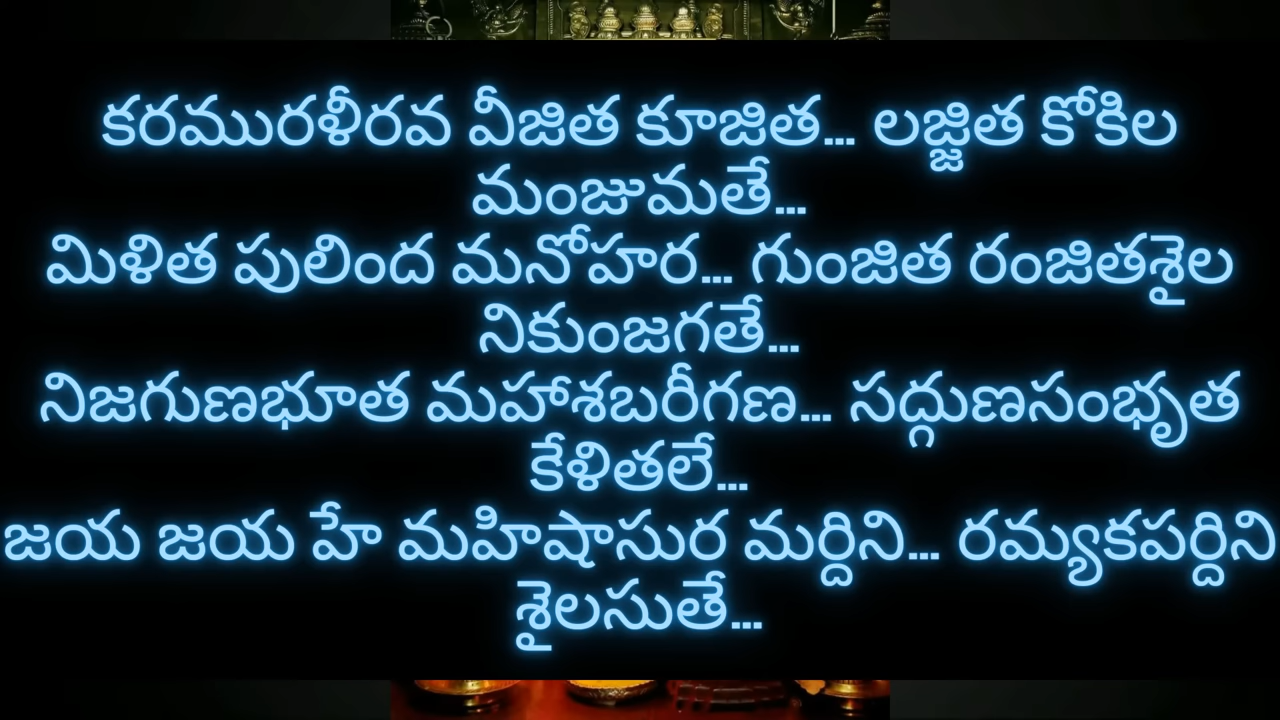 కరమురళీరవ వీజిత కూజిత... లజ్జిత కోకిల
మంజుమతే...
మిళిత పులింద మనోహర... గుంజిత రంజితశైల
నికుంజగతే...
నిజగుణభూత మహాశబరీగణ... సద్గుణసంభృత
కేళితలే...
జయ జయ హే మహిషాసుర మర్దిని... రమ్యకపర్దిని
శైలసుతే...